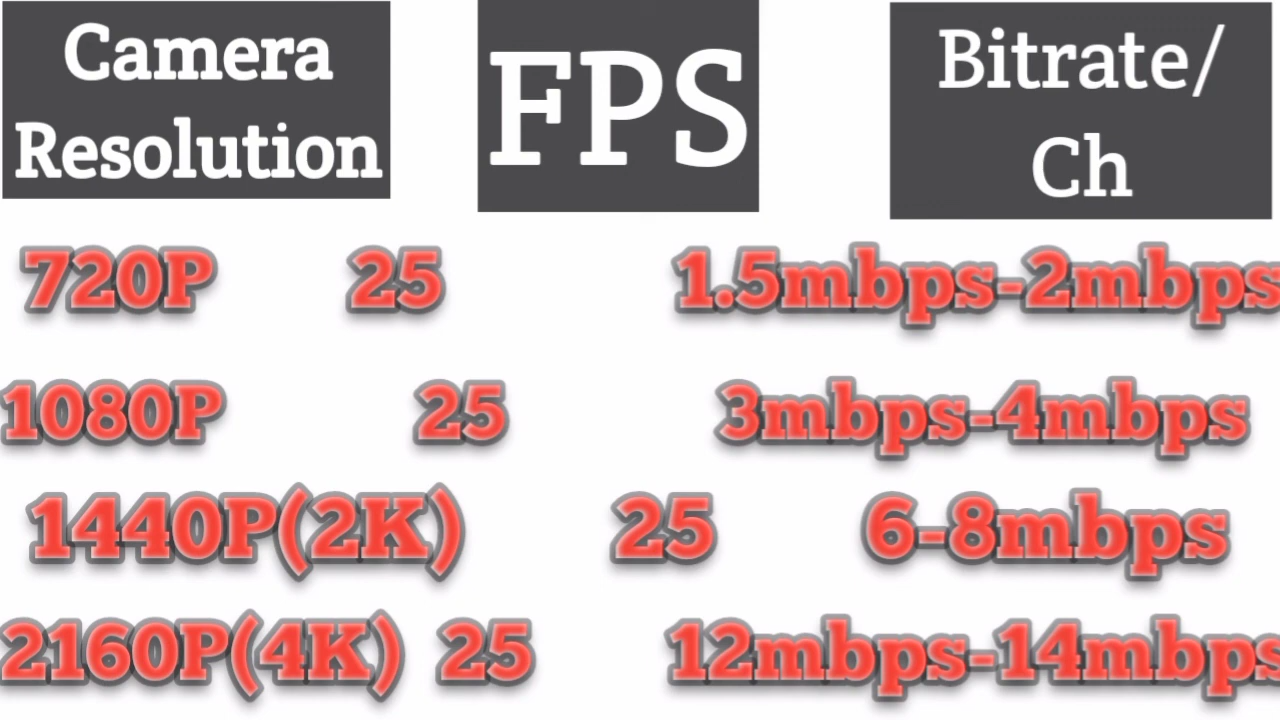 Camera
Resolution
FPS
Bitrate/
Ch
720P 25 1.5mbps-2mbps
1080P 25 3mbps-4mbps
1440P(2K) 25 6-8mbps
2160P(4K) 25 12mbps-14mbps